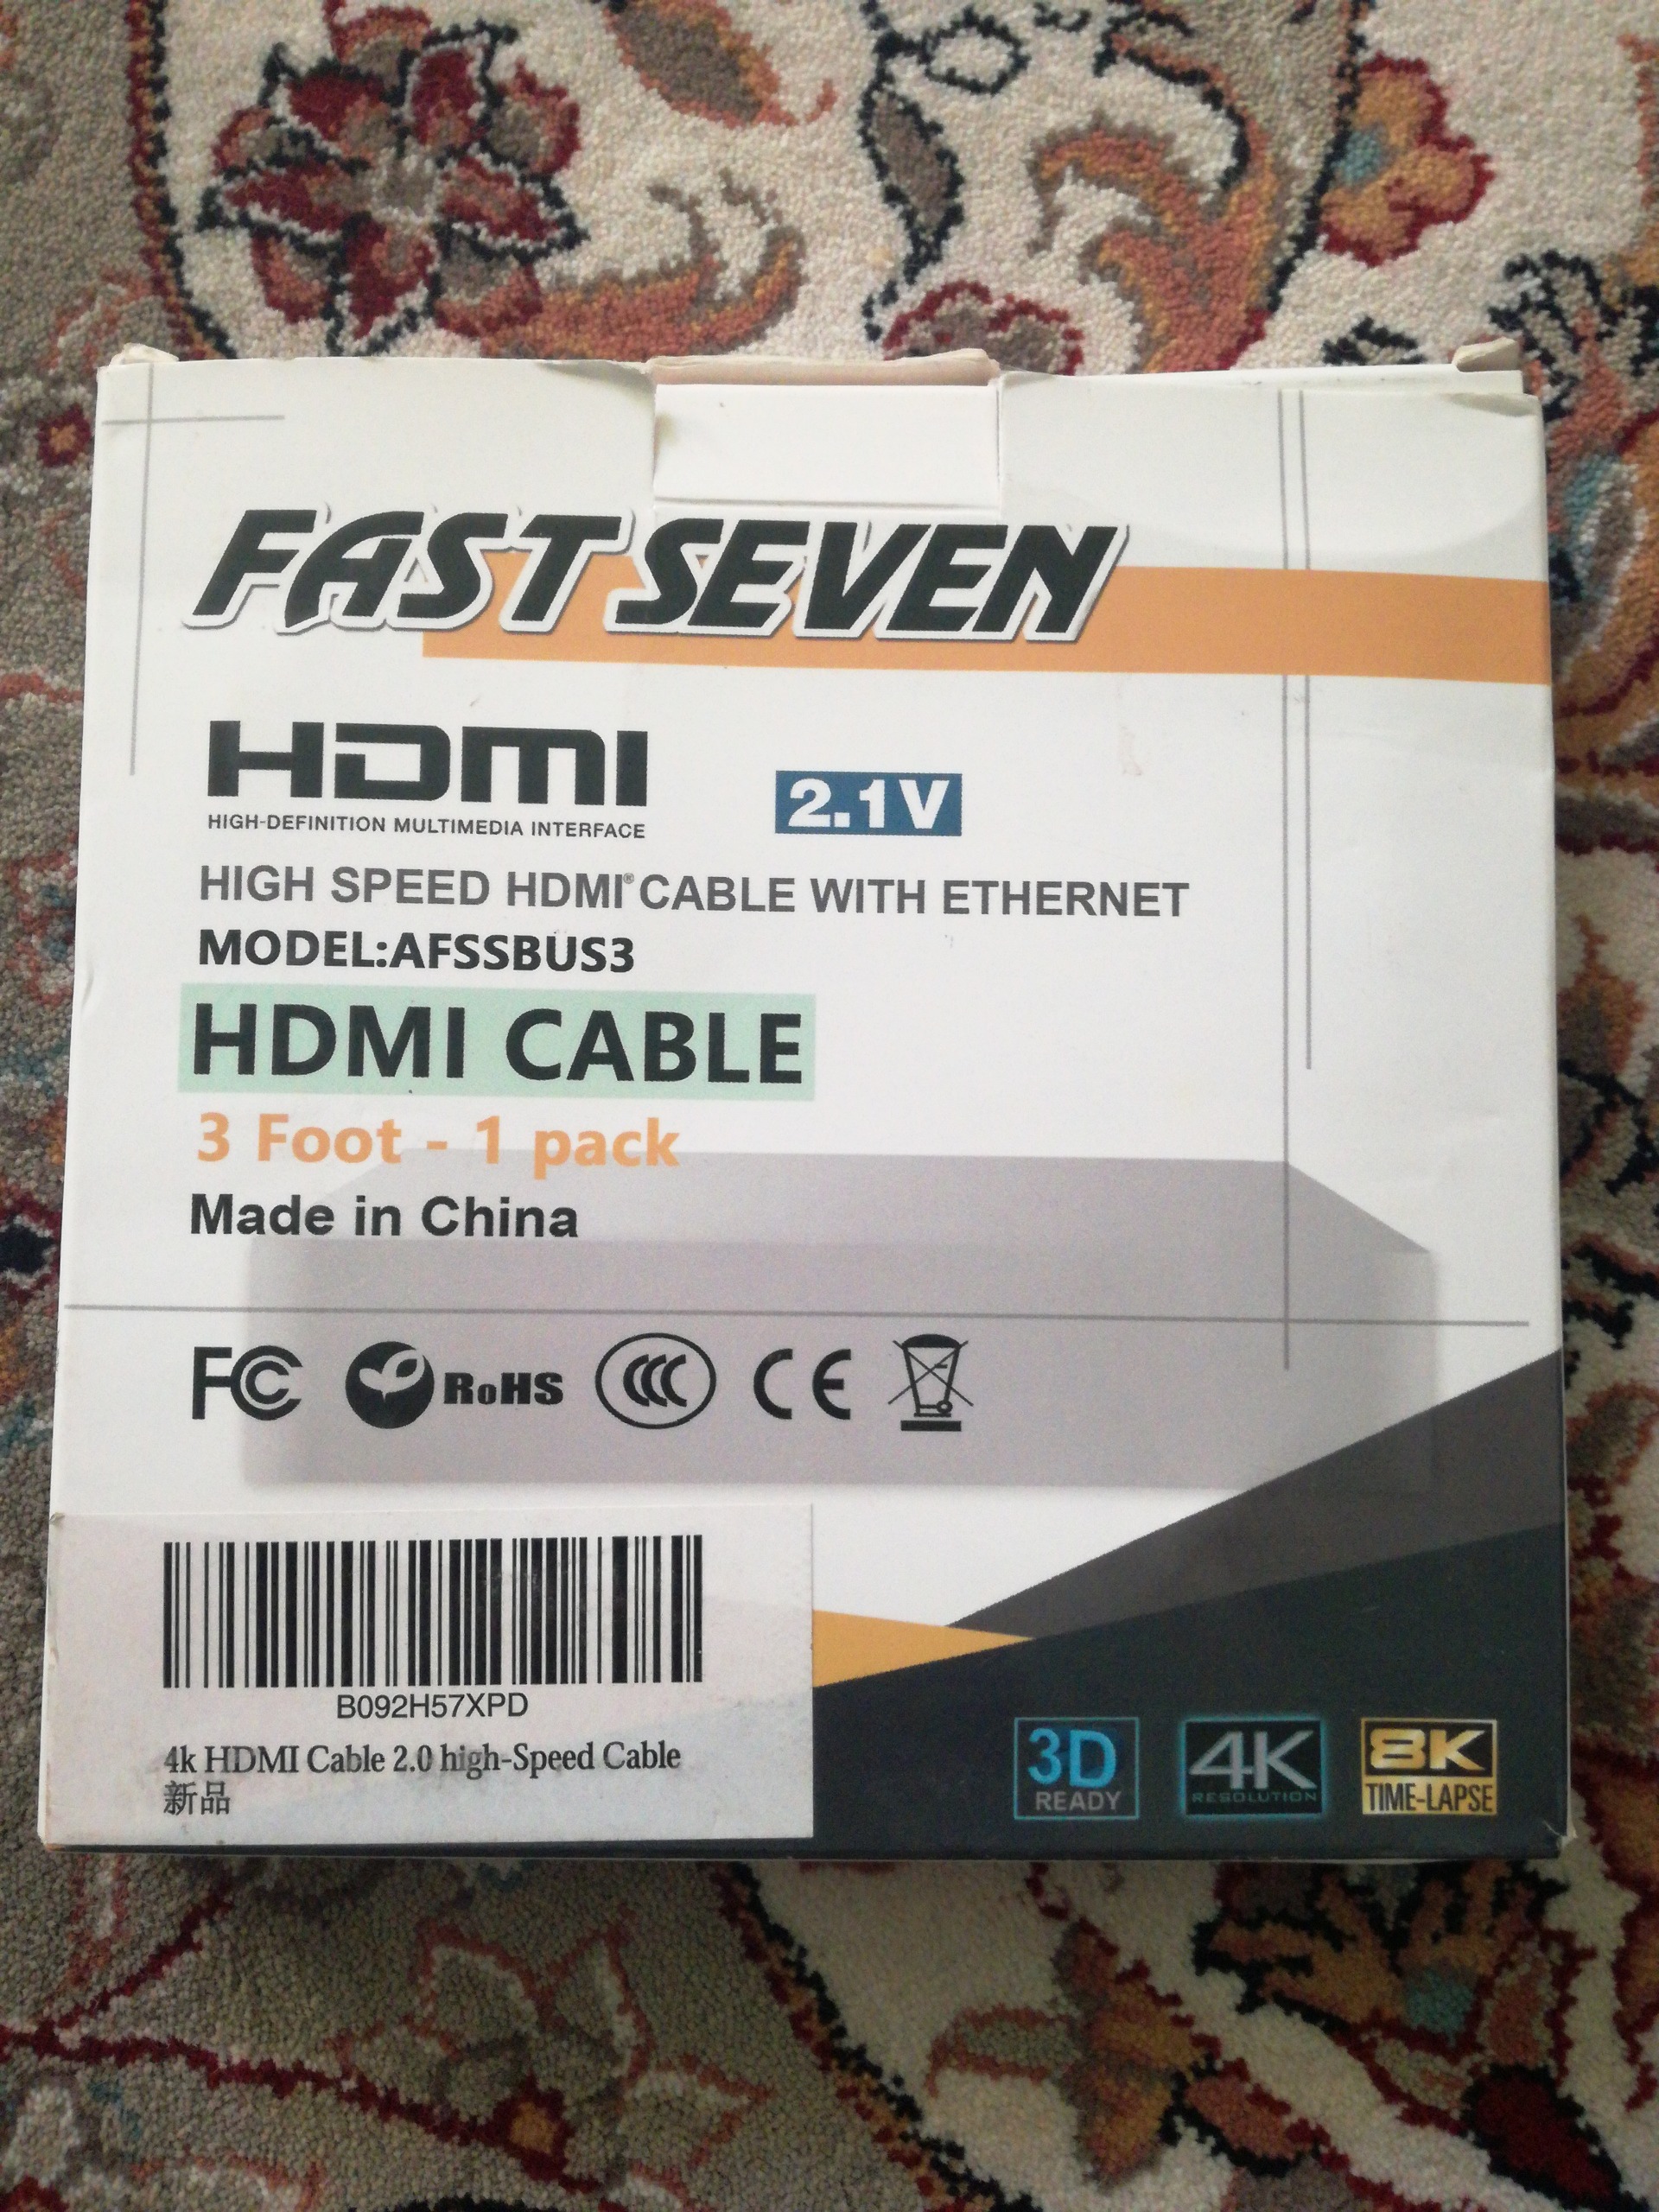 FAST SEVEN
HDMI
HIGH-DEFINITION MULTIMEDIA INTERFACE
2.1V
HIGH SPEED HDMI® CABLE WITH ETHERNET
MODEL:AFSSBUS3
HDMI CABLE
3 Foot - 1 pack
Made in China
FC RoHS CCC CE
B092H57XPD
4k HDMI Cable 2.0 high-Speed Cable
新品
3D
READY
4K
RESOLUTION
8K
TIME-LAPSE